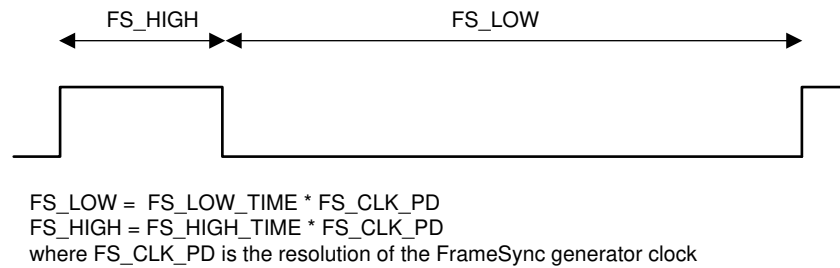 FS_HIGH FS_LOW
FS_LOW = FS_LOW_TIME * FS_CLK_PD
FS_HIGH = FS_HIGH_TIME * FS_CLK_PD
where FS_CLK_PD is the resolution of the FrameSync generator clock